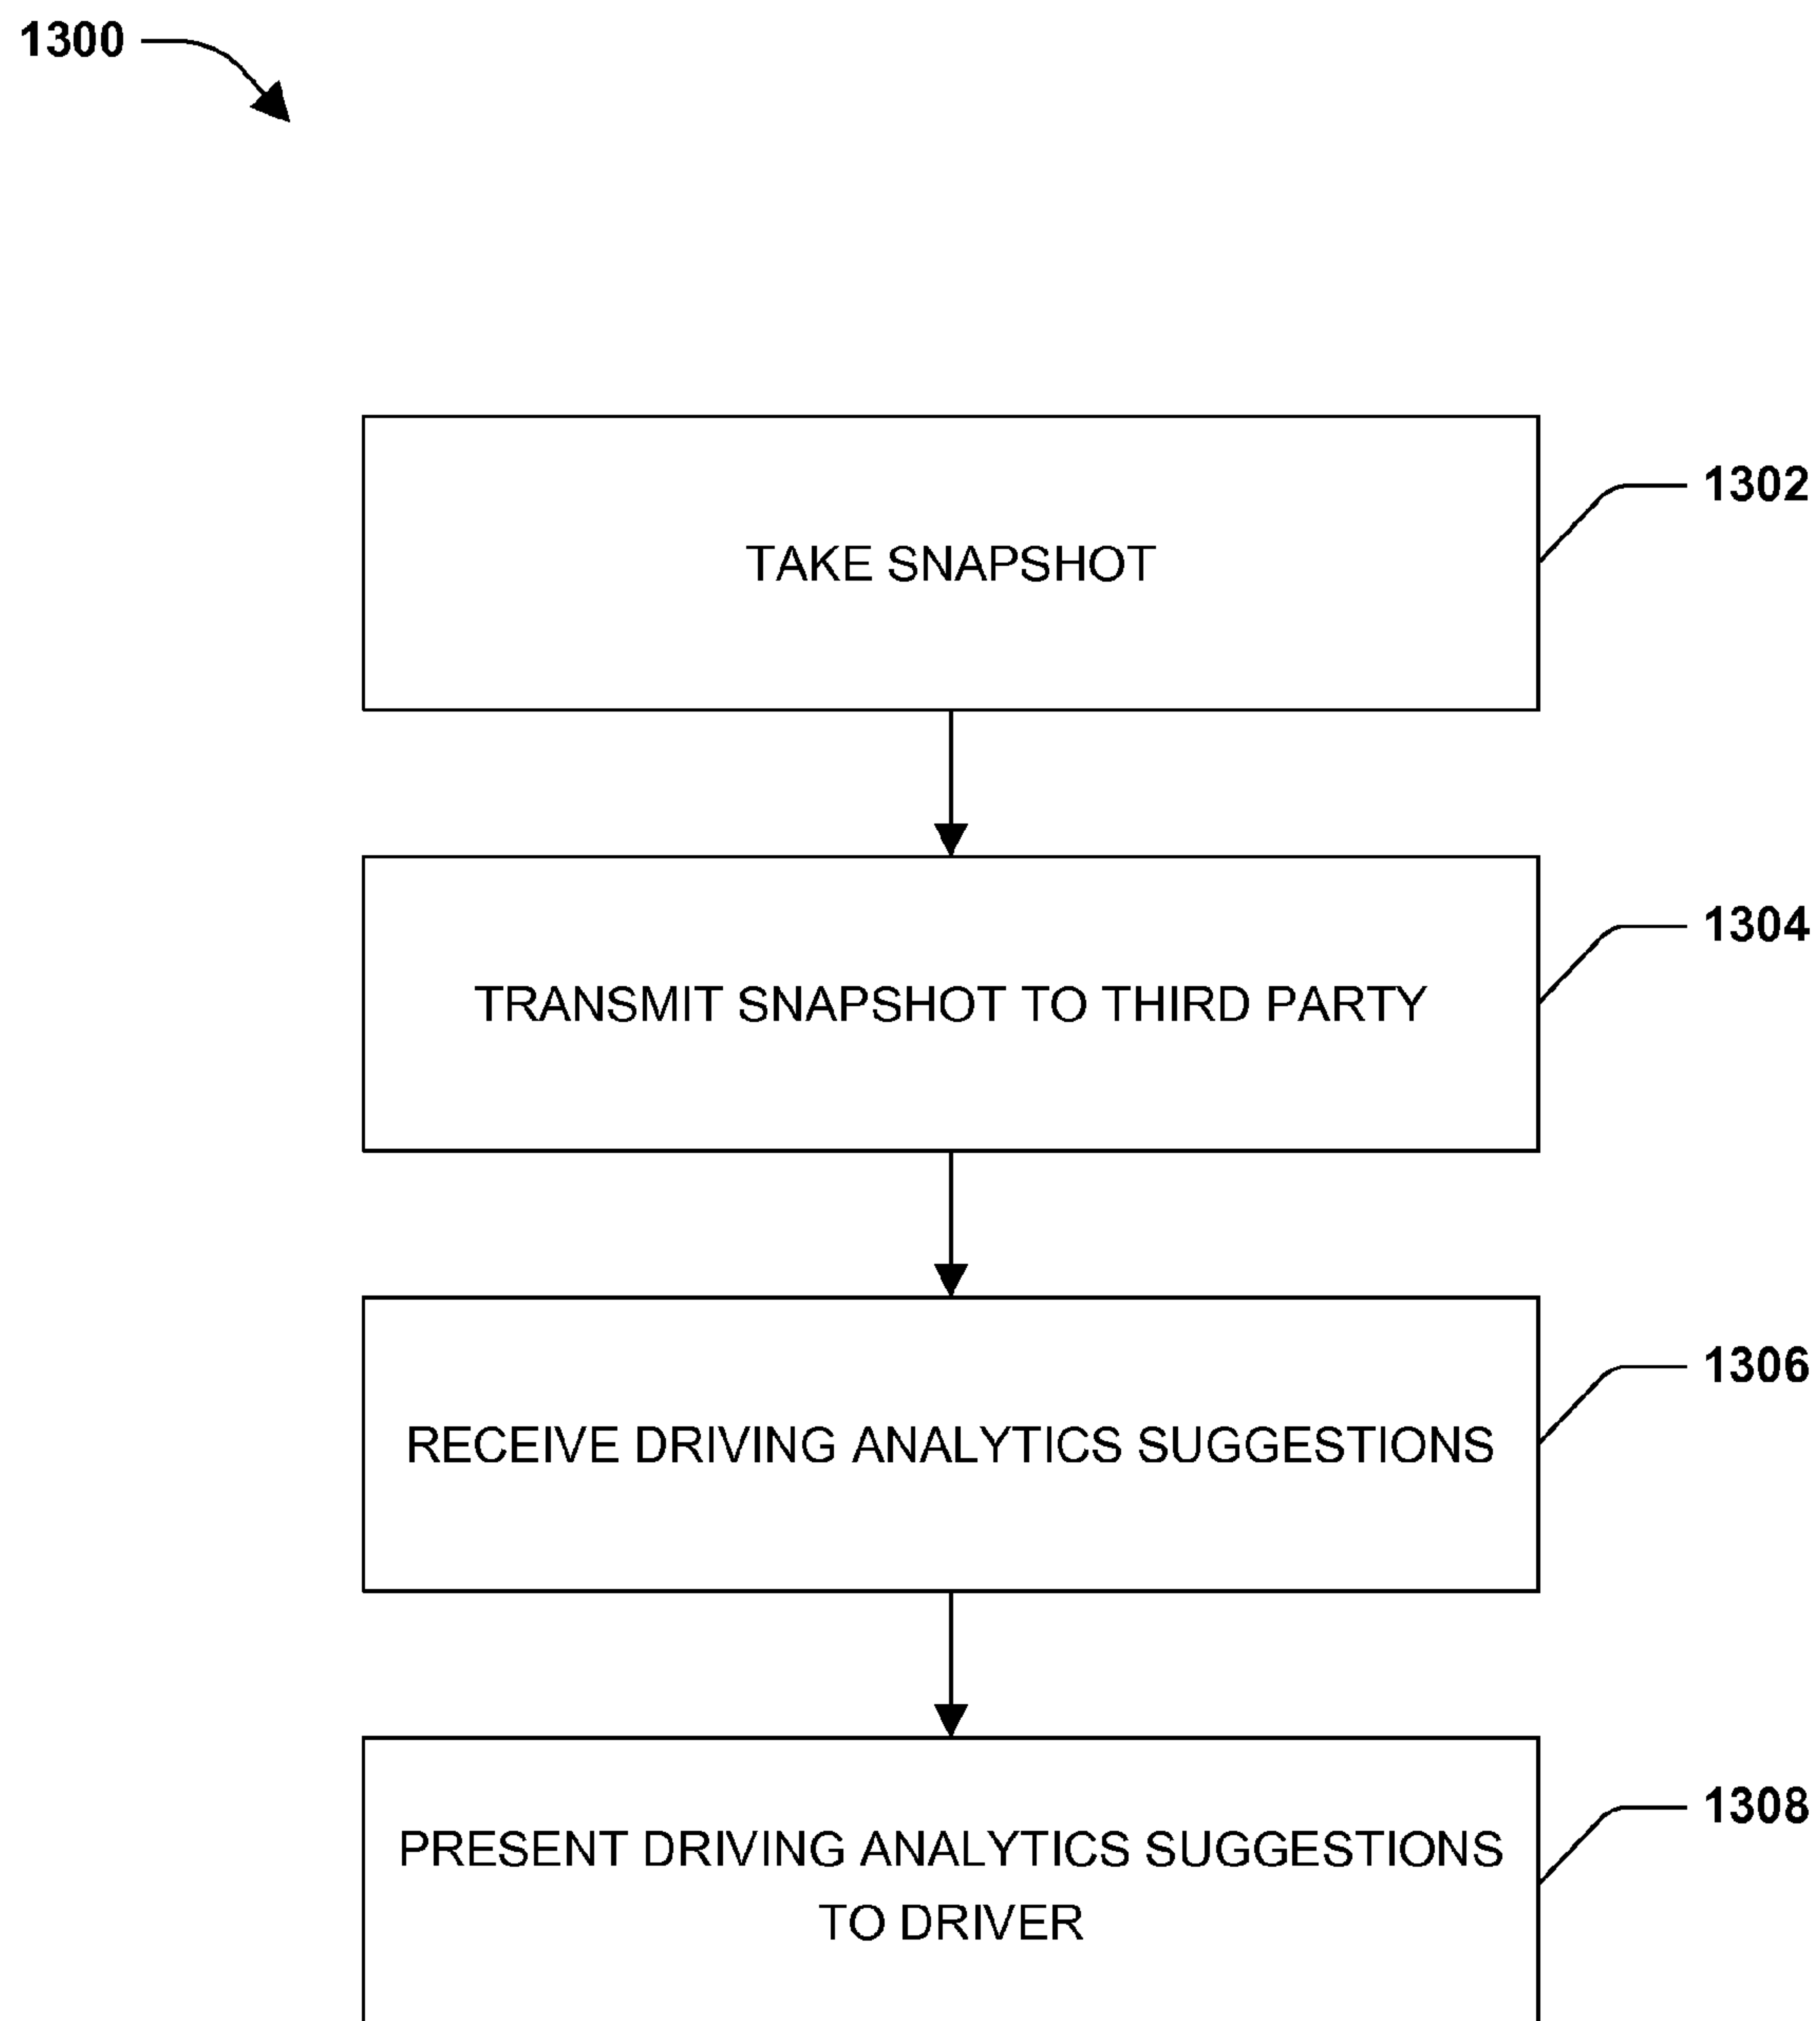 1300
TAKE SNAPSHOT
1302
TRANSMIT SNAPSHOT TO THIRD PARTY
1304
RECEIVE DRIVING ANALYTICS SUGGESTIONS
1306
PRESENT DRIVING ANALYTICS SUGGESTIONS
TO DRIVER
1308